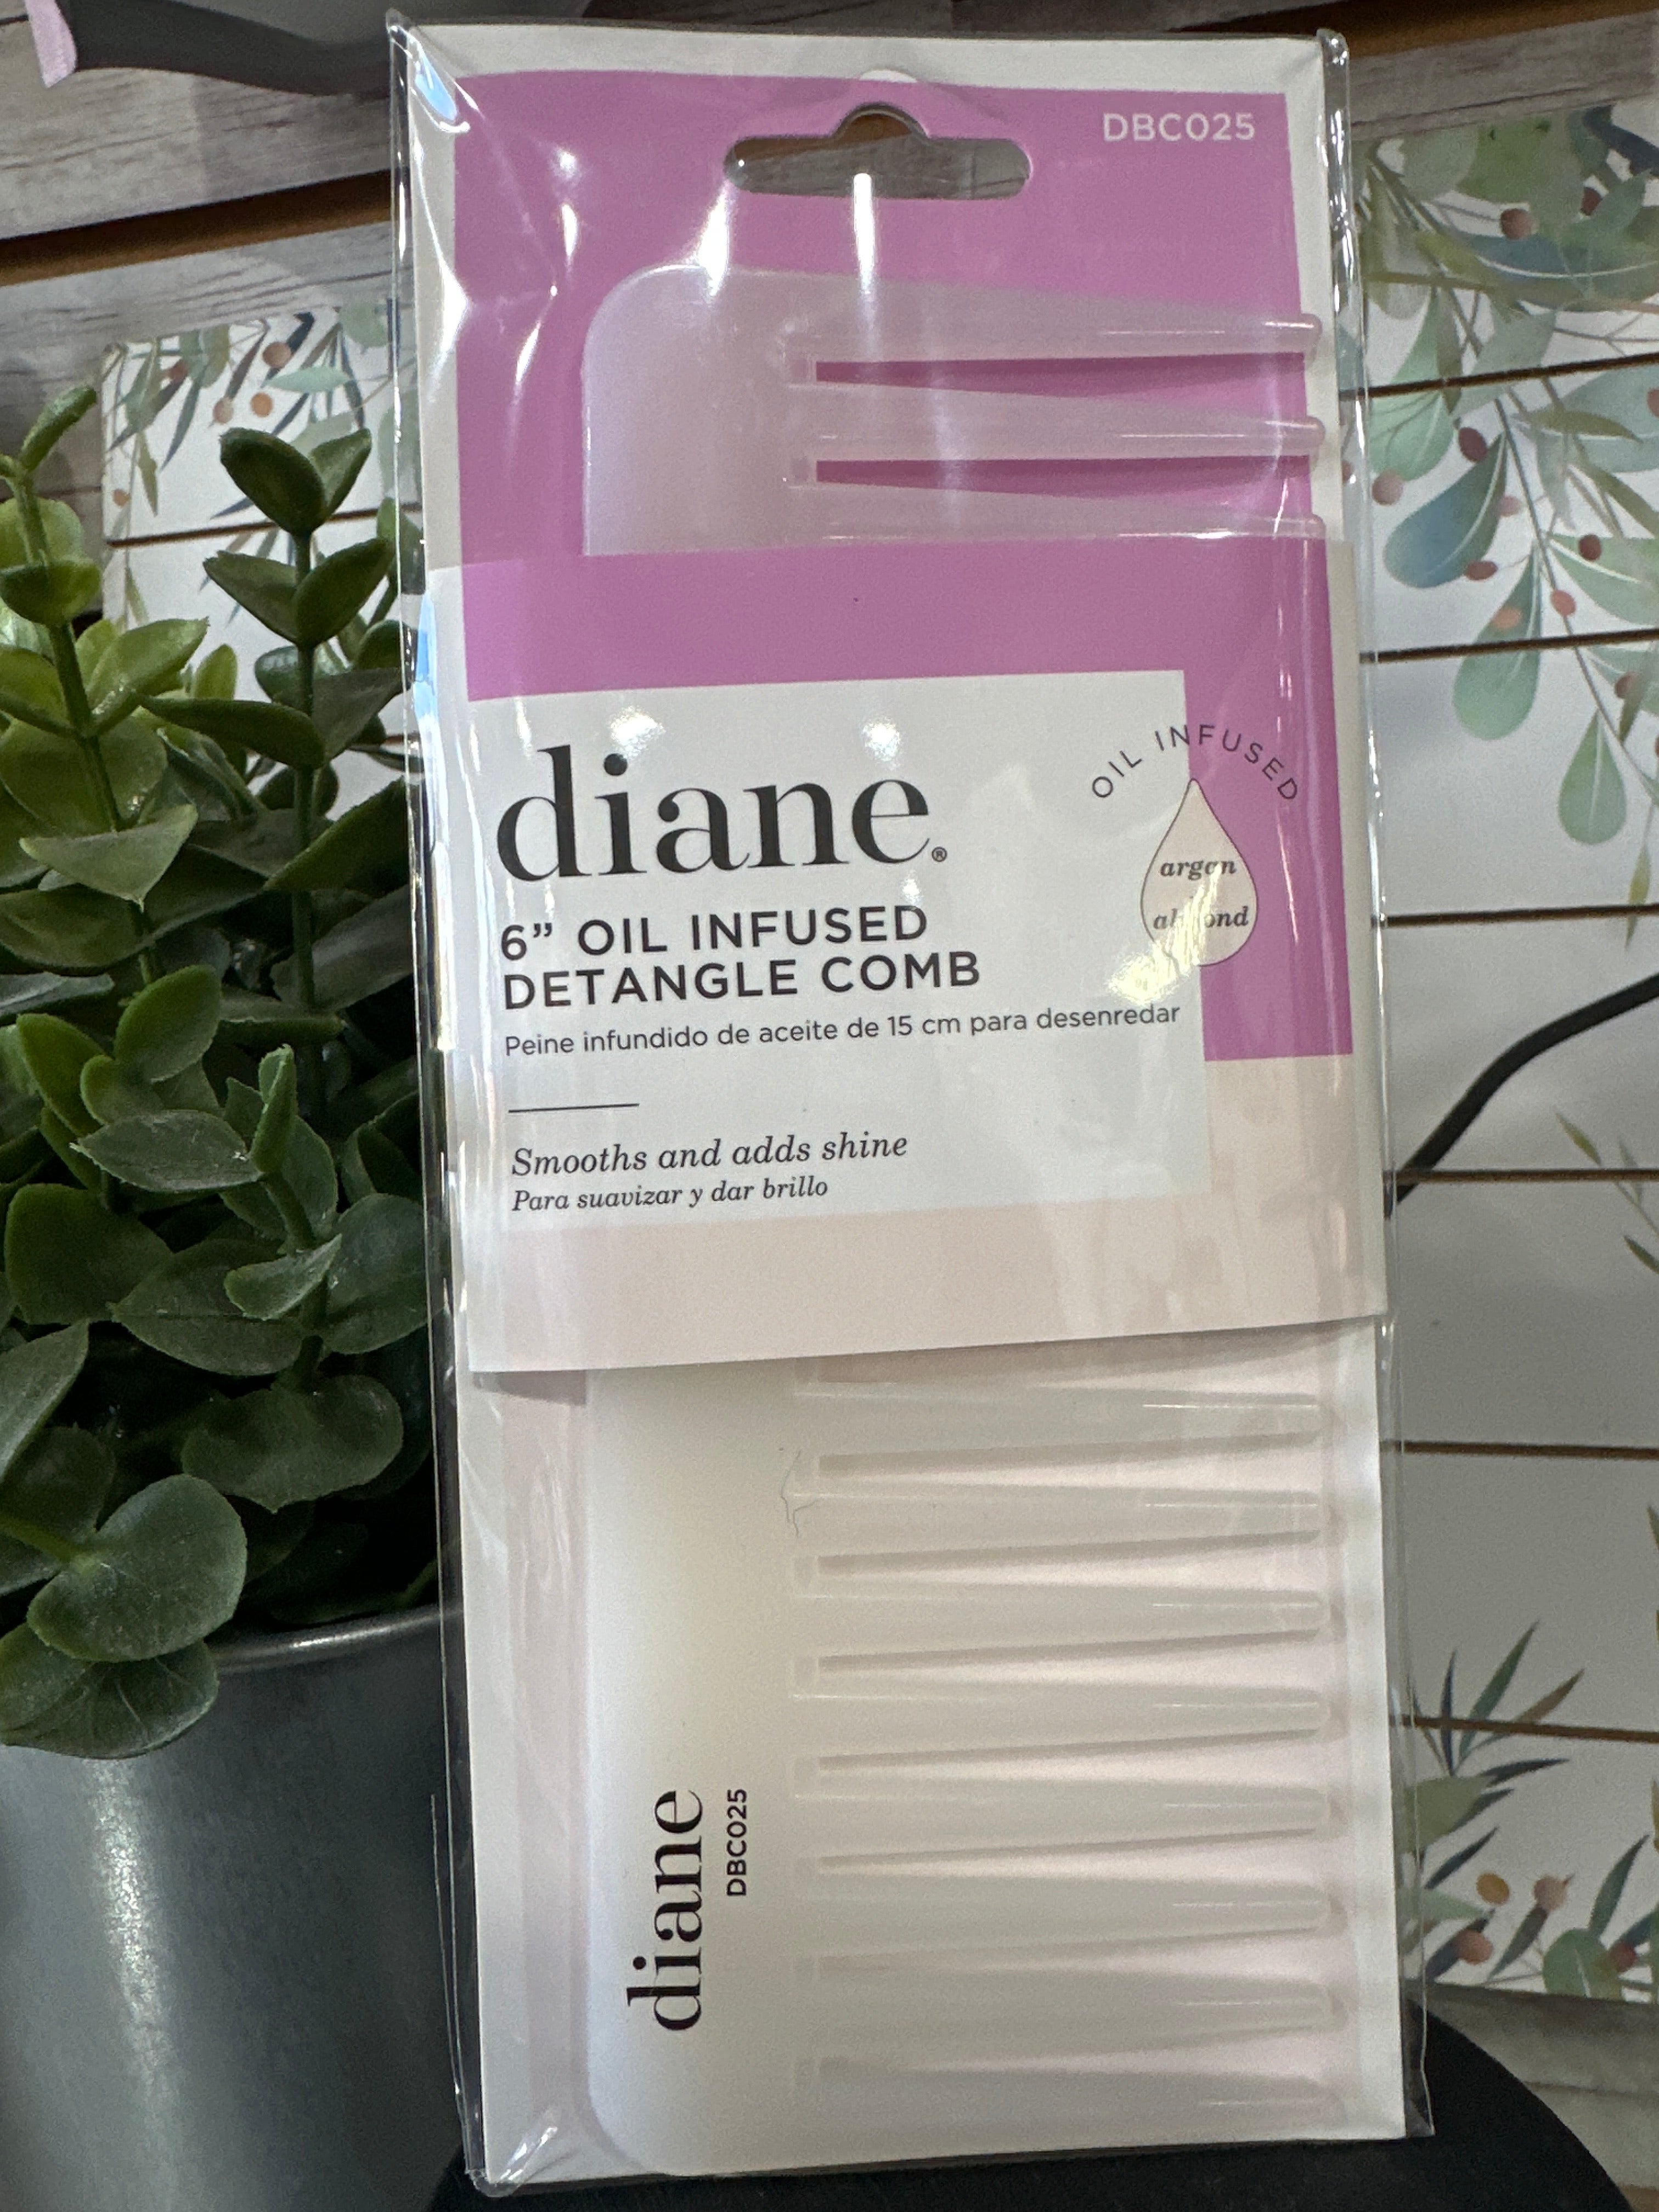 DBC025
diane®
OIL INFUSED
argan
almond
6” OIL INFUSED
DETANGLE COMB
Peine infundido de aceite de 15 cm para desenredar
Smooths and adds shine
Para suavizar y dar brillo
diane
DBC025